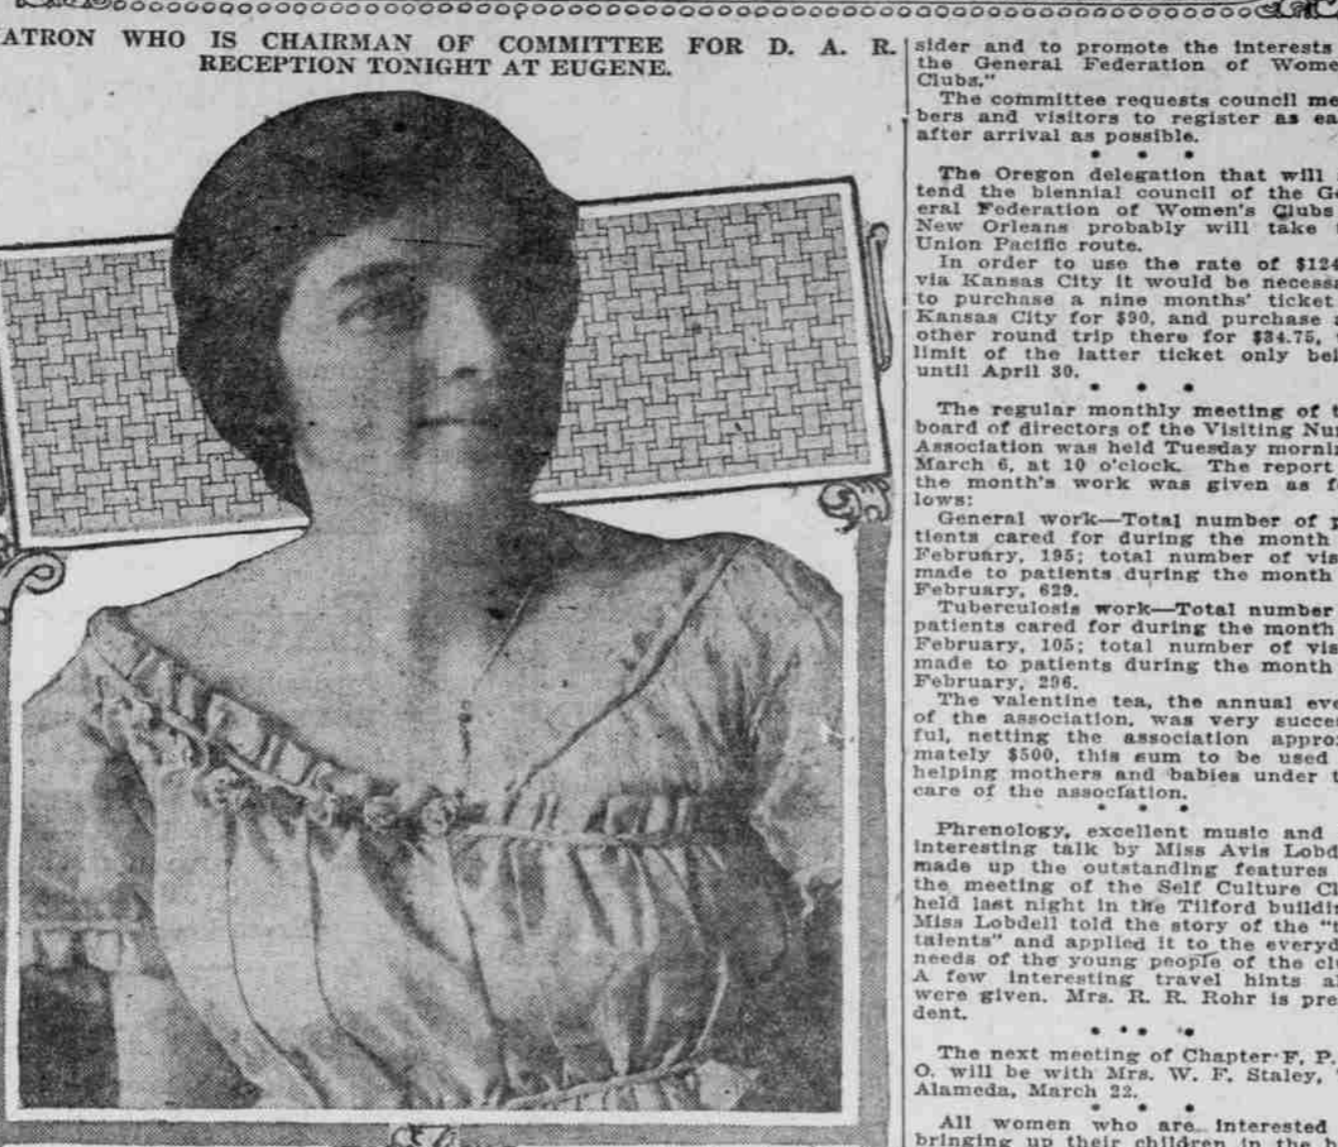 ATRON WHO IS CHAIRMAN OF COMMITTEE FOR D. A. R.
RECEPTION TONIGHT AT EUGENE.
sider and to promote the interests
the General Federation of Wome
Clubs."
The committee requests council me
bers and visitors to register as ea
after arrival as possible.
The Oregon delegation that will
tend the biennial council of the G
eral Federation of Women's Clubs
New Orleans probably will take
Union Pacific route.
In order to use the rate of $124
via Kansas City it would be necess
to purchase a nine months' ticket
Kansas City for $90, and purchase
other round trip there for $34.75,
limit of the latter ticket only bei
until April 30.
The regular monthly meeting of
board of directors of the Visiting Nur
Association was held Tuesday mornin
March 6, at 10 o'clock. The report
the month's work was given as f
lows:
General work—Total number of p
tients cared for during the month
February, 195; total number of vis
made to patients during the month
February, 629.
Tuberculosis work—Total number
patients cared for during the month
February, 105; total number of vis
made to patients during the month
February, 296.
The valentine tea, the annual eve
of the association, was very succes
ful, netting the association approx
mately $500, this sum to be used
helping mothers and babies under t
care of the association.
Phrenology, excellent music and
interesting talk by Miss Avis Lobd
made up the outstanding features
the meeting of the Self Culture Cl
held last night in the Tilford buildi
Miss Lobdell told the story of the "t
talents" and applied it to the everyd
needs of the young people of the cl
A few interesting travel hints a
were given. Mrs. R. R. Rohr is pre
dent.
The next meeting of Chapter F, P.
O. will be with Mrs. W. F. Staley,
Alameda, March 22.
All women who are interested
bringing up their children in the